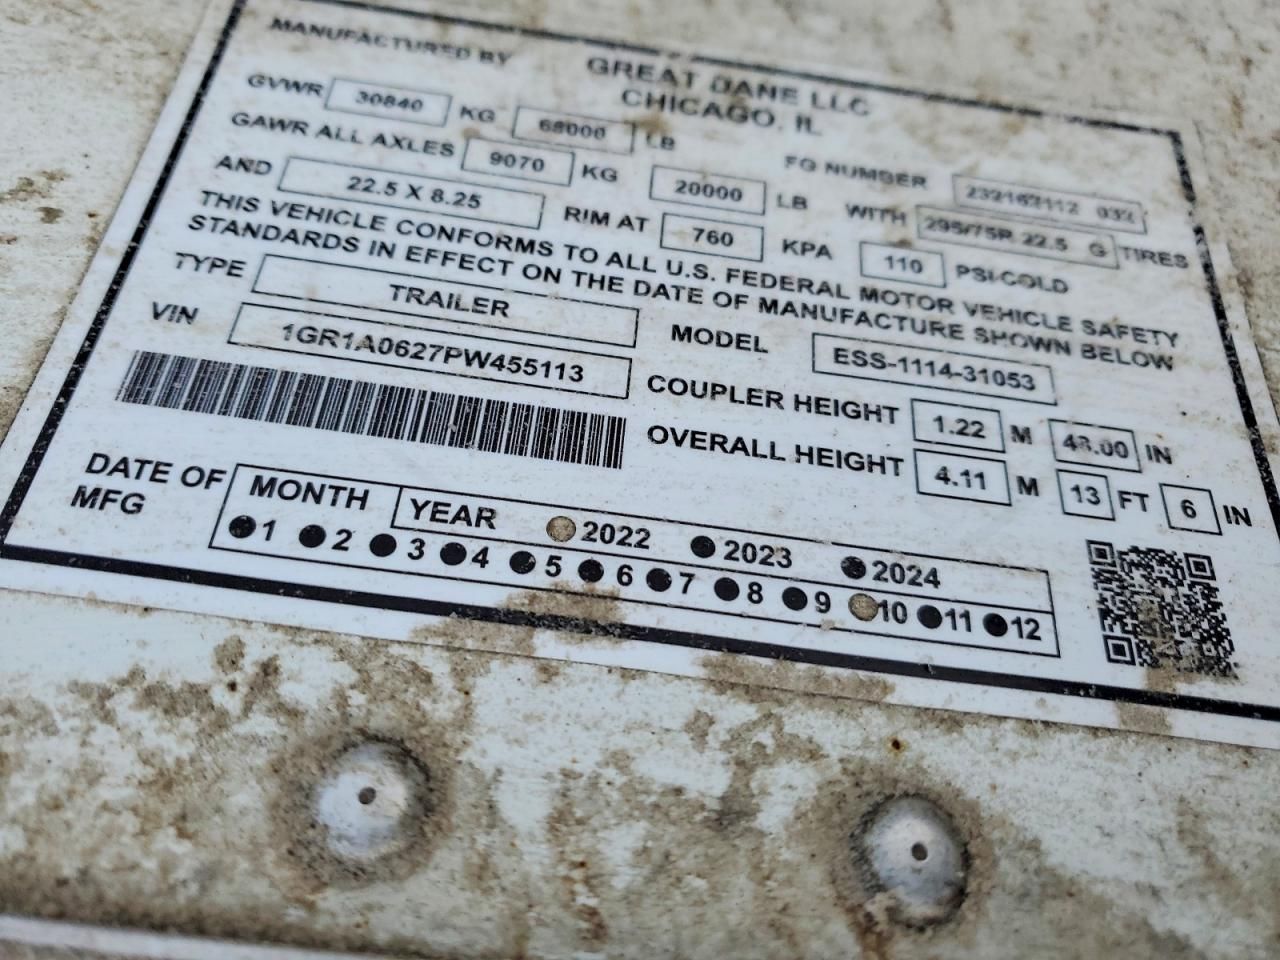 MANUFACTURED BY GREAT DANE LLC
CHICAGO, IL
GVWR 30840 KG 68000 LB FG NUMBER 232162112 032
GAWR ALL AXLES 9070 KG 20000 LB WITH 295/75R 22.5 G TIRES
AND 22.5 X 8.25 RIM AT 760 KPA 110 PSI-COLD
THIS VEHICLE CONFORMS TO ALL U.S. FEDERAL MOTOR VEHICLE SAFETY
STANDARDS IN EFFECT ON THE DATE OF MANUFACTURE SHOWN BELOW
TYPE TRAILER MODEL ESS-1114-31053
VIN 1GR1A0627PW455113 COUPLER HEIGHT 1.22 M 48.00 IN
OVERALL HEIGHT 4.11 M 13 FT 6 IN
DATE OF MFG MONTH YEAR 2022 2023 2024
1 2 3 4 5 6 7 8 9 10 11 12